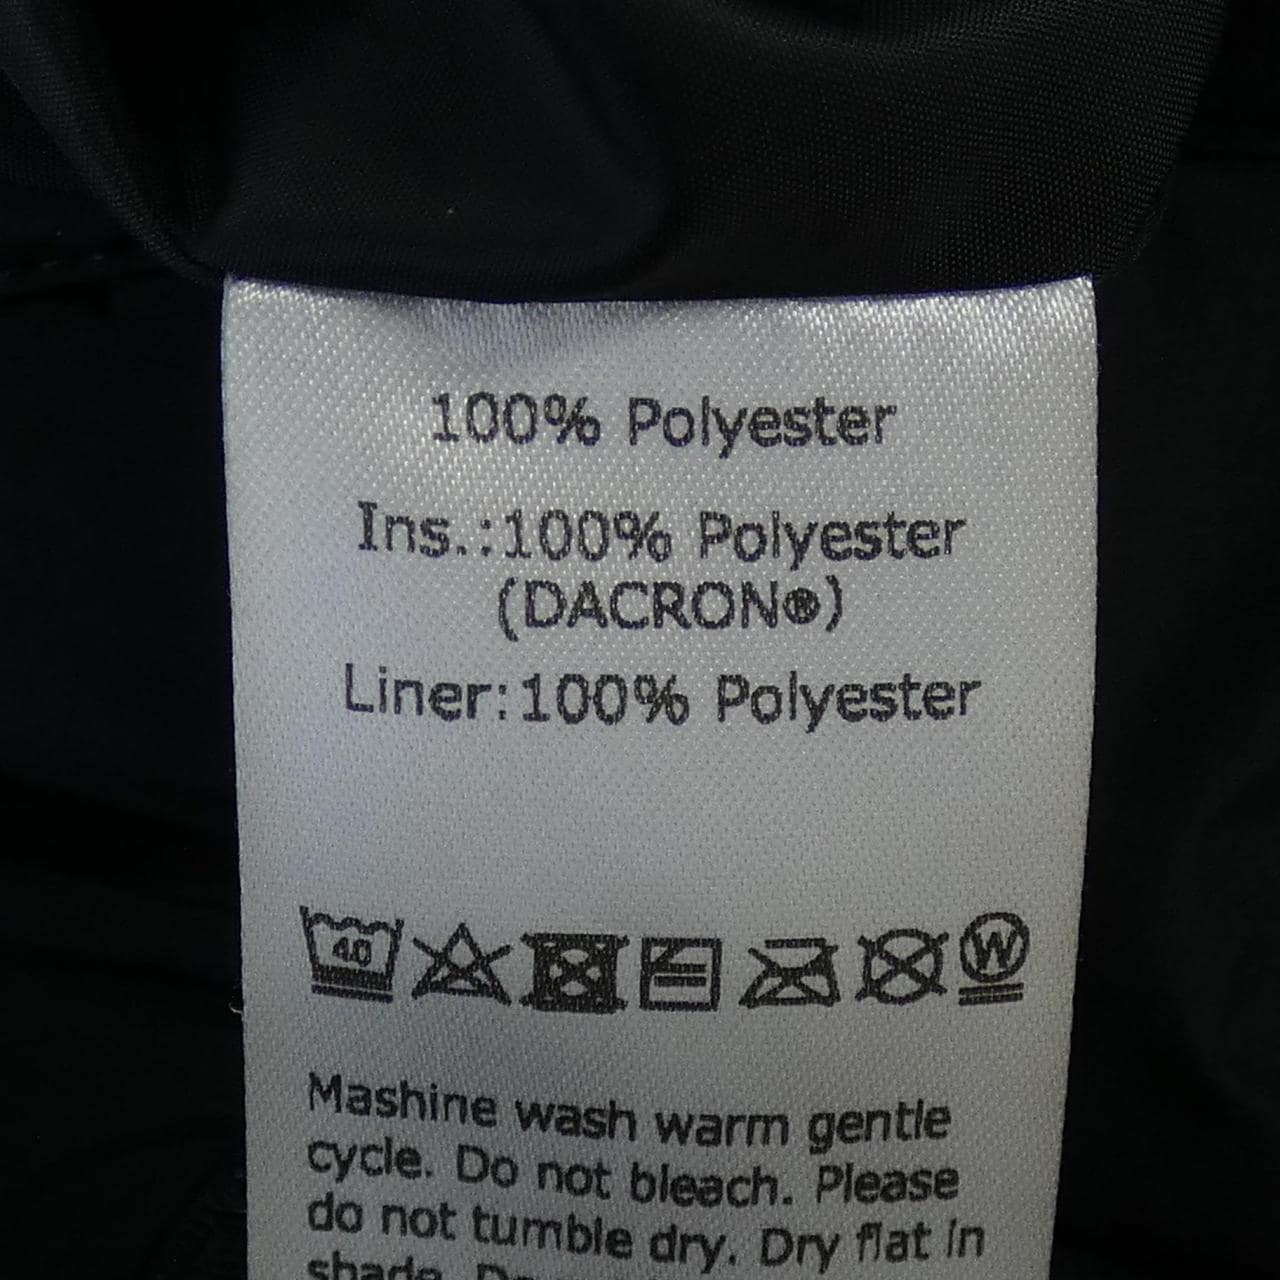 100% Polyester
Ins.:100% Polyester
(DACRON®)
Liner:100% Polyester
40 W
Mashine wash warm gentle
cycle. Do not bleach. Please
do not tumble dry. Dry flat in
shade.